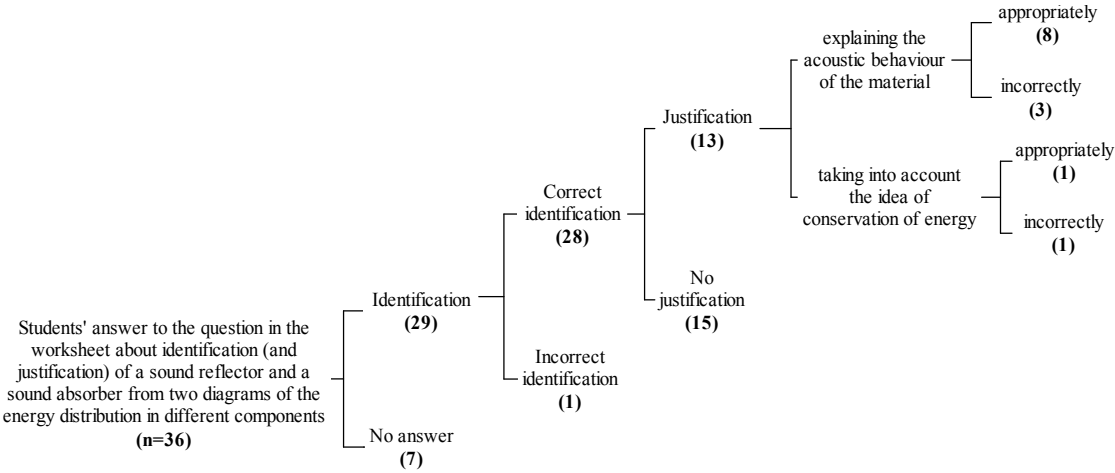 Students' answer to the question in the
worksheet about identification (and
justification) of a sound reflector and a
sound absorber from two diagrams of the
energy distribution in different components
(n=36)
Identification
(29)
No answer
(7)
Correct
identification
(28)
Incorrect
identification
(1)
Justification
(13)
No
justification
(15)
explaining the
acoustic behaviour
of the material
appropriately
(8)
incorrectly
(3)
taking into account
the idea of
conservation of energy
appropriately
(1)
incorrectly
(1)